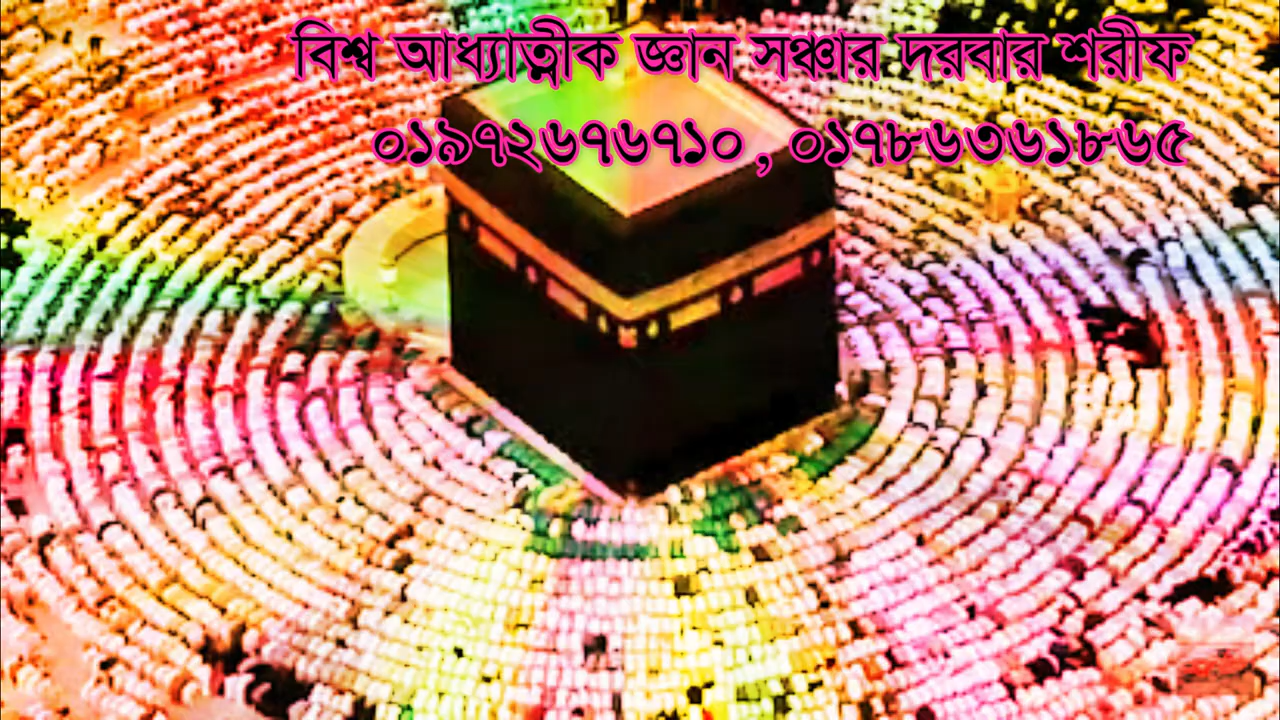 বিশ্ব আধ্যাত্নীক জ্ঞান সঞ্চার দরবার শরীফ
০১৯৭২৬৭৬৭১০ , ০১৭৮৬৩৬১৮৬৫